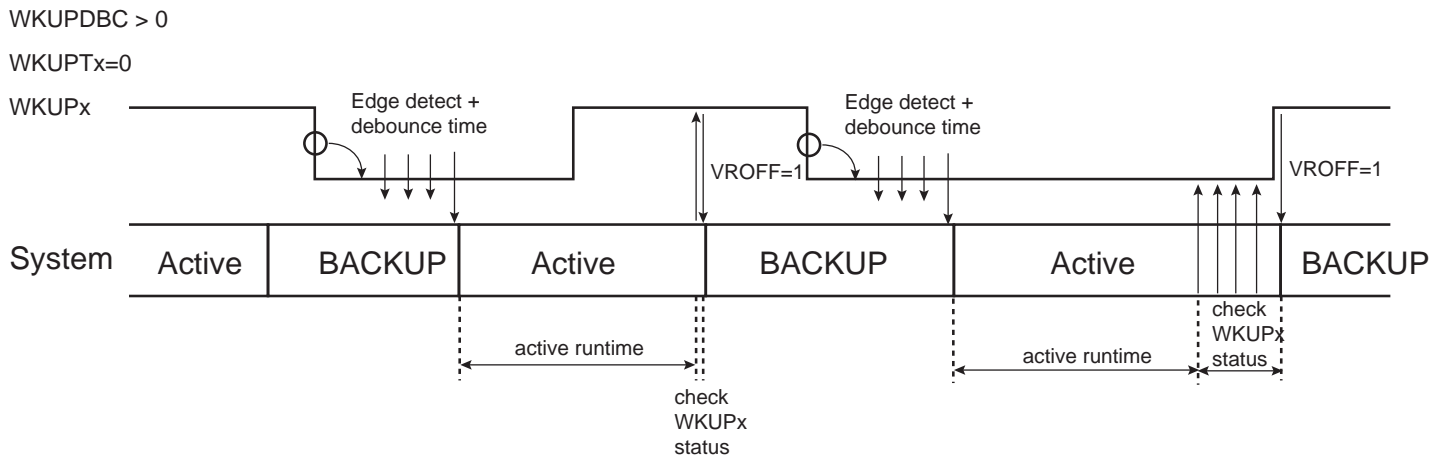 WKUPDBC > 0
WKUPTx=0
WKUPx
Edge detect +
debounce time
VROFF=1
Edge detect +
debounce time
VROFF=1
System
Active
BACKUP
Active
BACKUP
Active
BACKUP
active runtime
check
WKUPx
status
active runtime
check
WKUPx
status